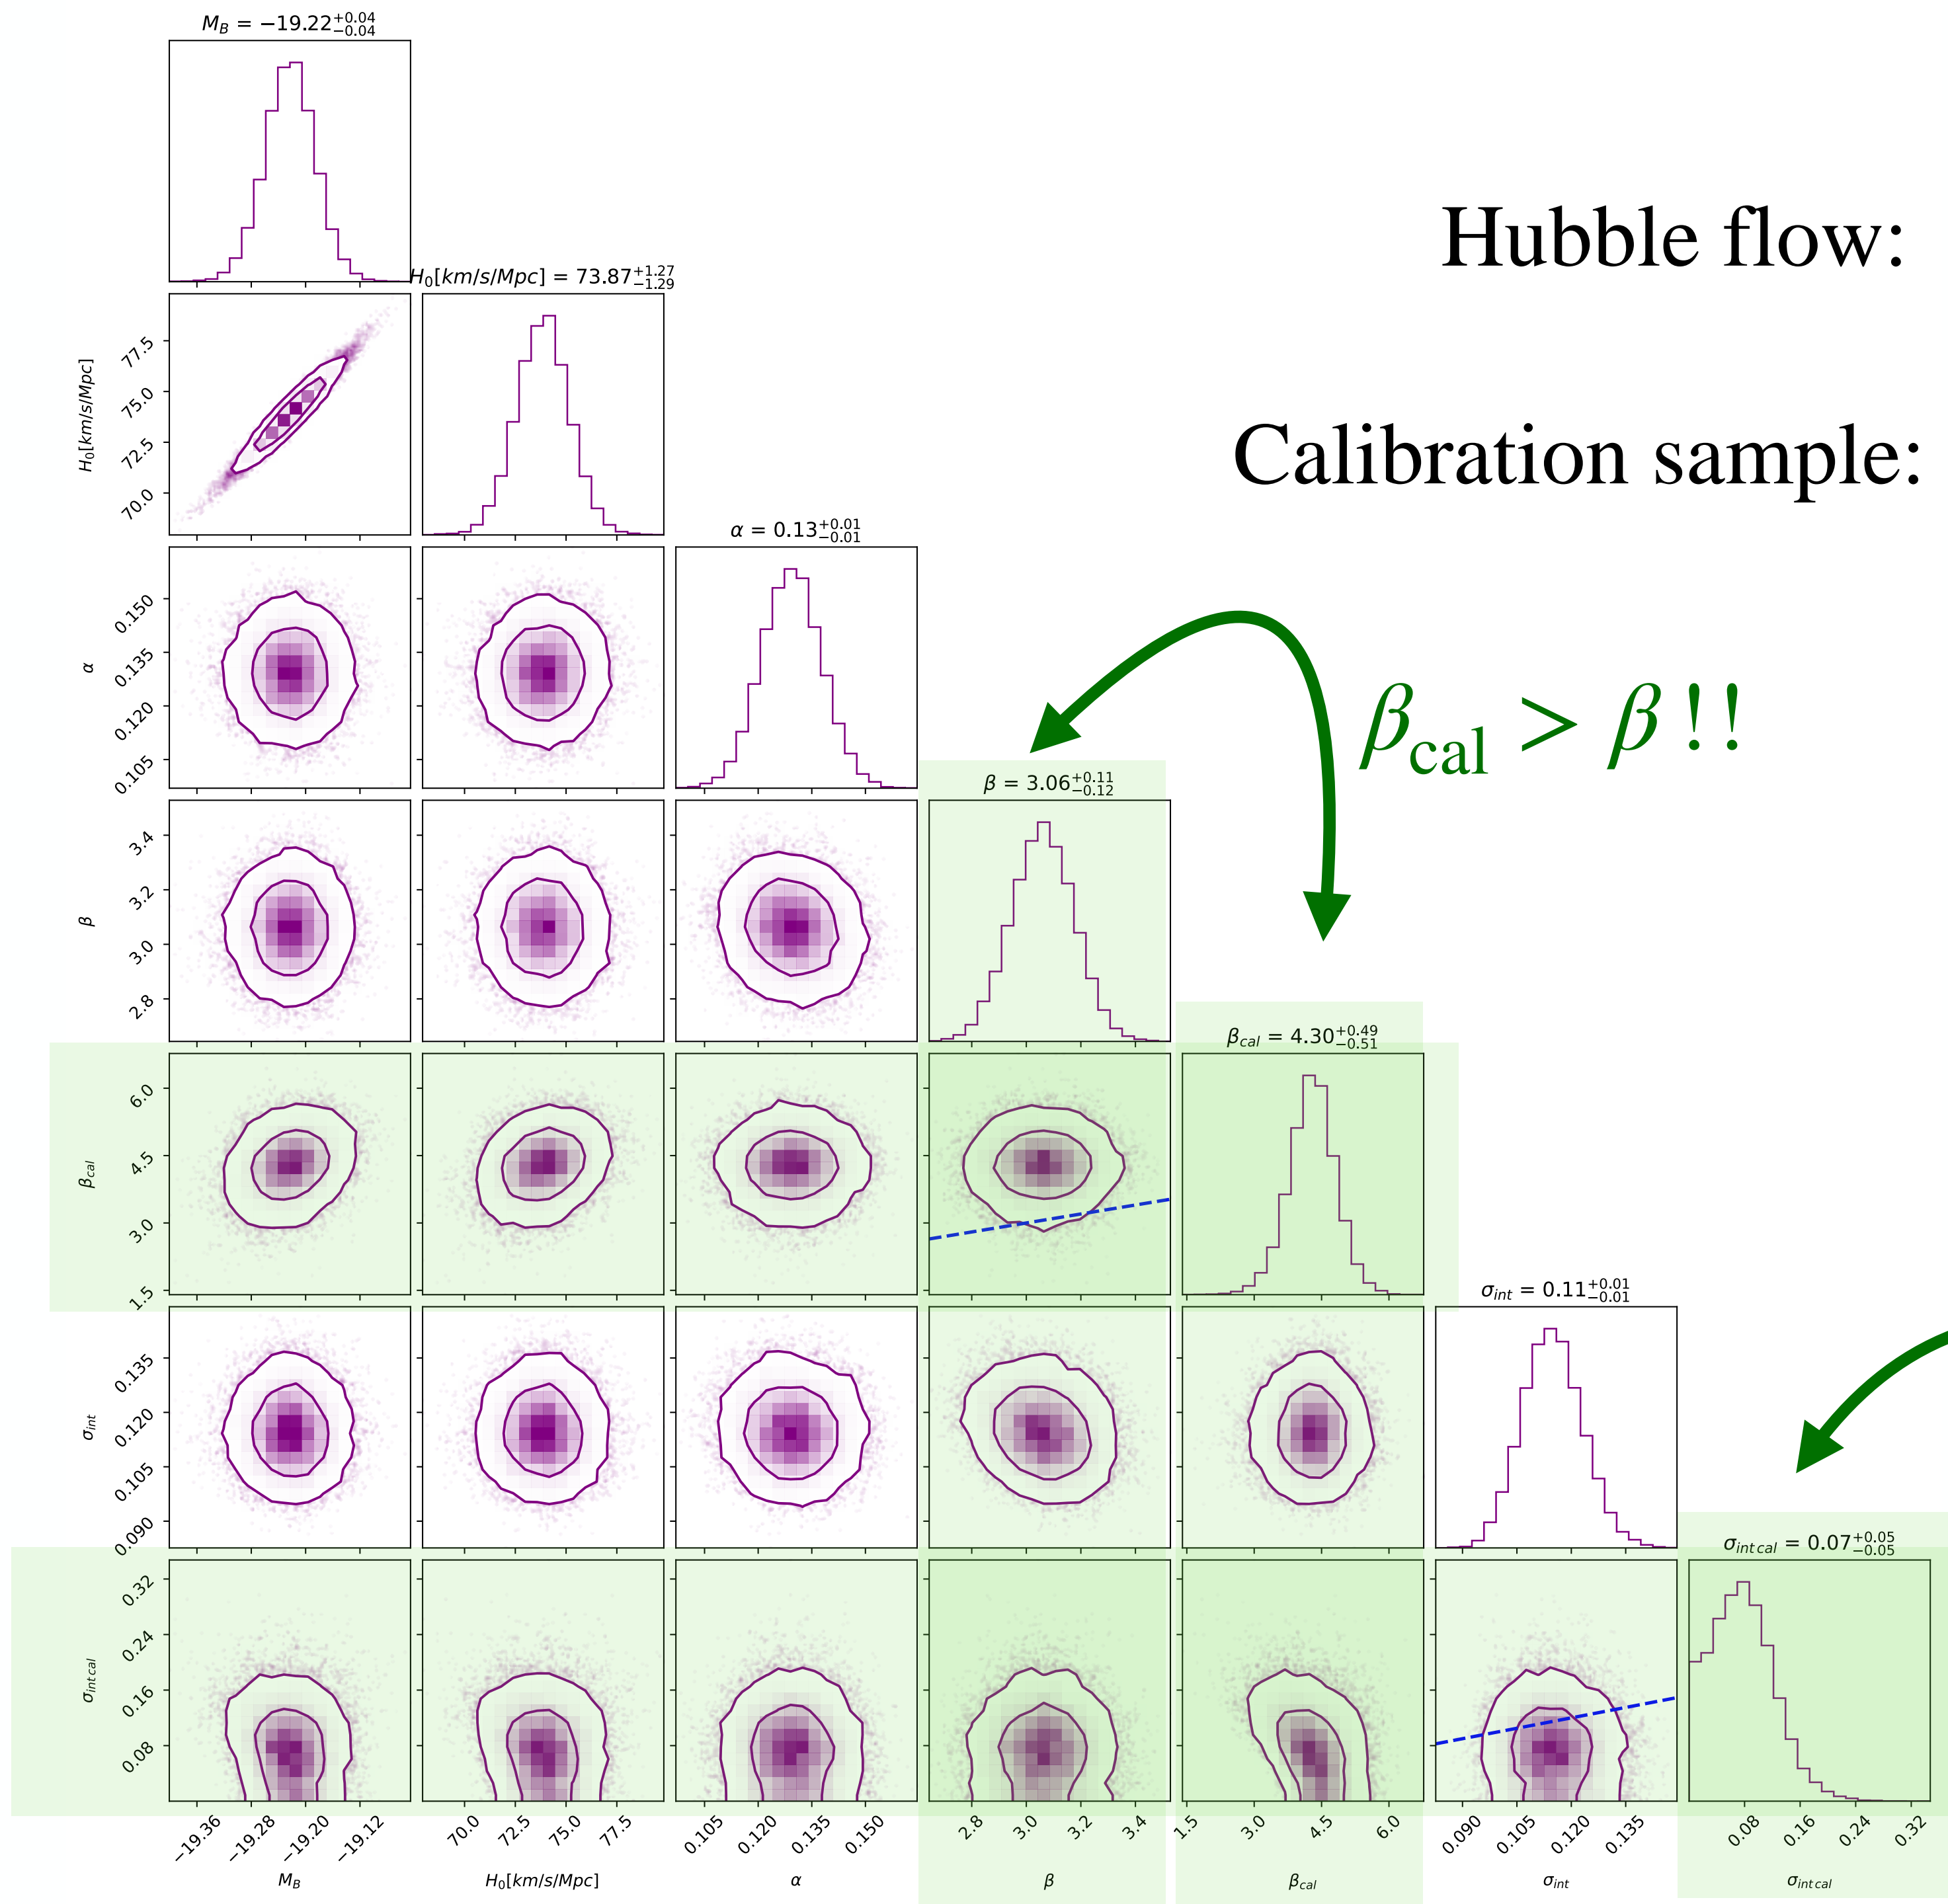 M_B = −19.22 +0.04 −0.04
Hubble flow:
H_0[km/s/Mpc] = 73.87 +1.27 −1.29
H_0[km/s/Mpc]
77.5
75.0
72.5
70.0
Calibration sample:
α = 0.13 +0.01 −0.01
α
0.150
0.135
0.120
0.105
β_cal > β !!
β = 3.06 +0.11 −0.12
β
3.4
3.2
3.0
2.8
β_cal = 4.30 +0.49 −0.51
β_cal
6.0
4.5
3.0
1.5
σ_int = 0.11 +0.01 −0.01
σ_int
0.135
0.120
0.105
0.090
σ_int cal = 0.07 +0.05 −0.05
σ_int cal
0.32
0.24
0.16
0.08
−19.36 −19.28 −19.20 −19.12 70.0 72.5 75.0 77.5 0.105 0.120 0.135 0.150 2.8 3.0 3.2 3.4 1.5 3.0 4.5 6.0 0.090 0.105 0.120 0.135 0.08 0.16 0.24 0.32
M_B H_0[km/s/Mpc] α β β_cal σ_int σ_int cal